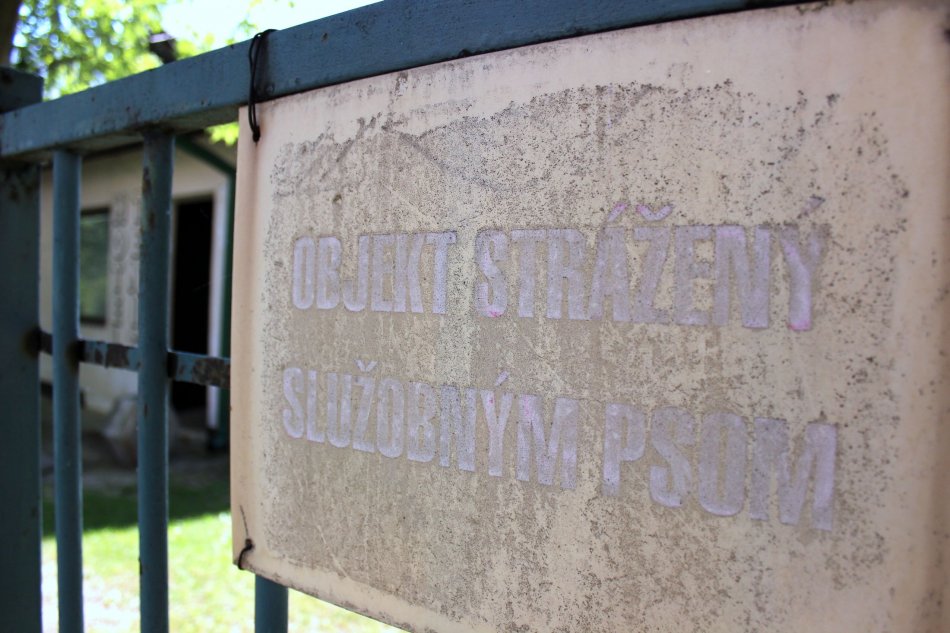 OBJEKT STRÁŽENÝ
SLUŽOBNÝM PSOM